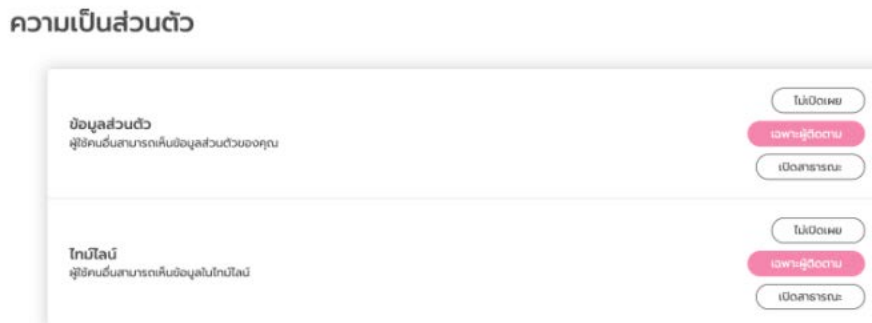 ความเป็นส่วนตัว
ไม่เปิดเผย
ข้อมูลส่วนตัว
ผู้ใช้คนอื่นสามารถเห็นข้อมูลส่วนตัวของคุณ
เฉพาะผู้ติดตาม
เปิดสาธารณะ
ไม่เปิดเผย
ไทม์ไลน์
ผู้ใช้คนอื่นสามารถเห็นข้อมูลในไทม์ไลน์
เฉพาะผู้ติดตาม
เปิดสาธารณะ